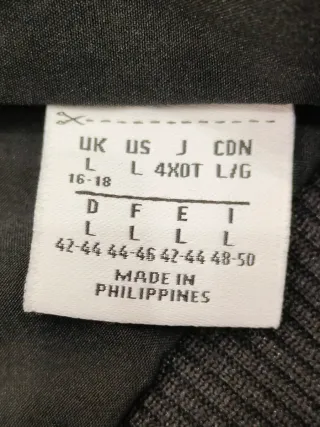 UK US J CDN
L L 4XOT L/G
16-18
D F E I
L L L L
42-44 44-46 42-44 48-50
MADE IN
PHILIPPINES